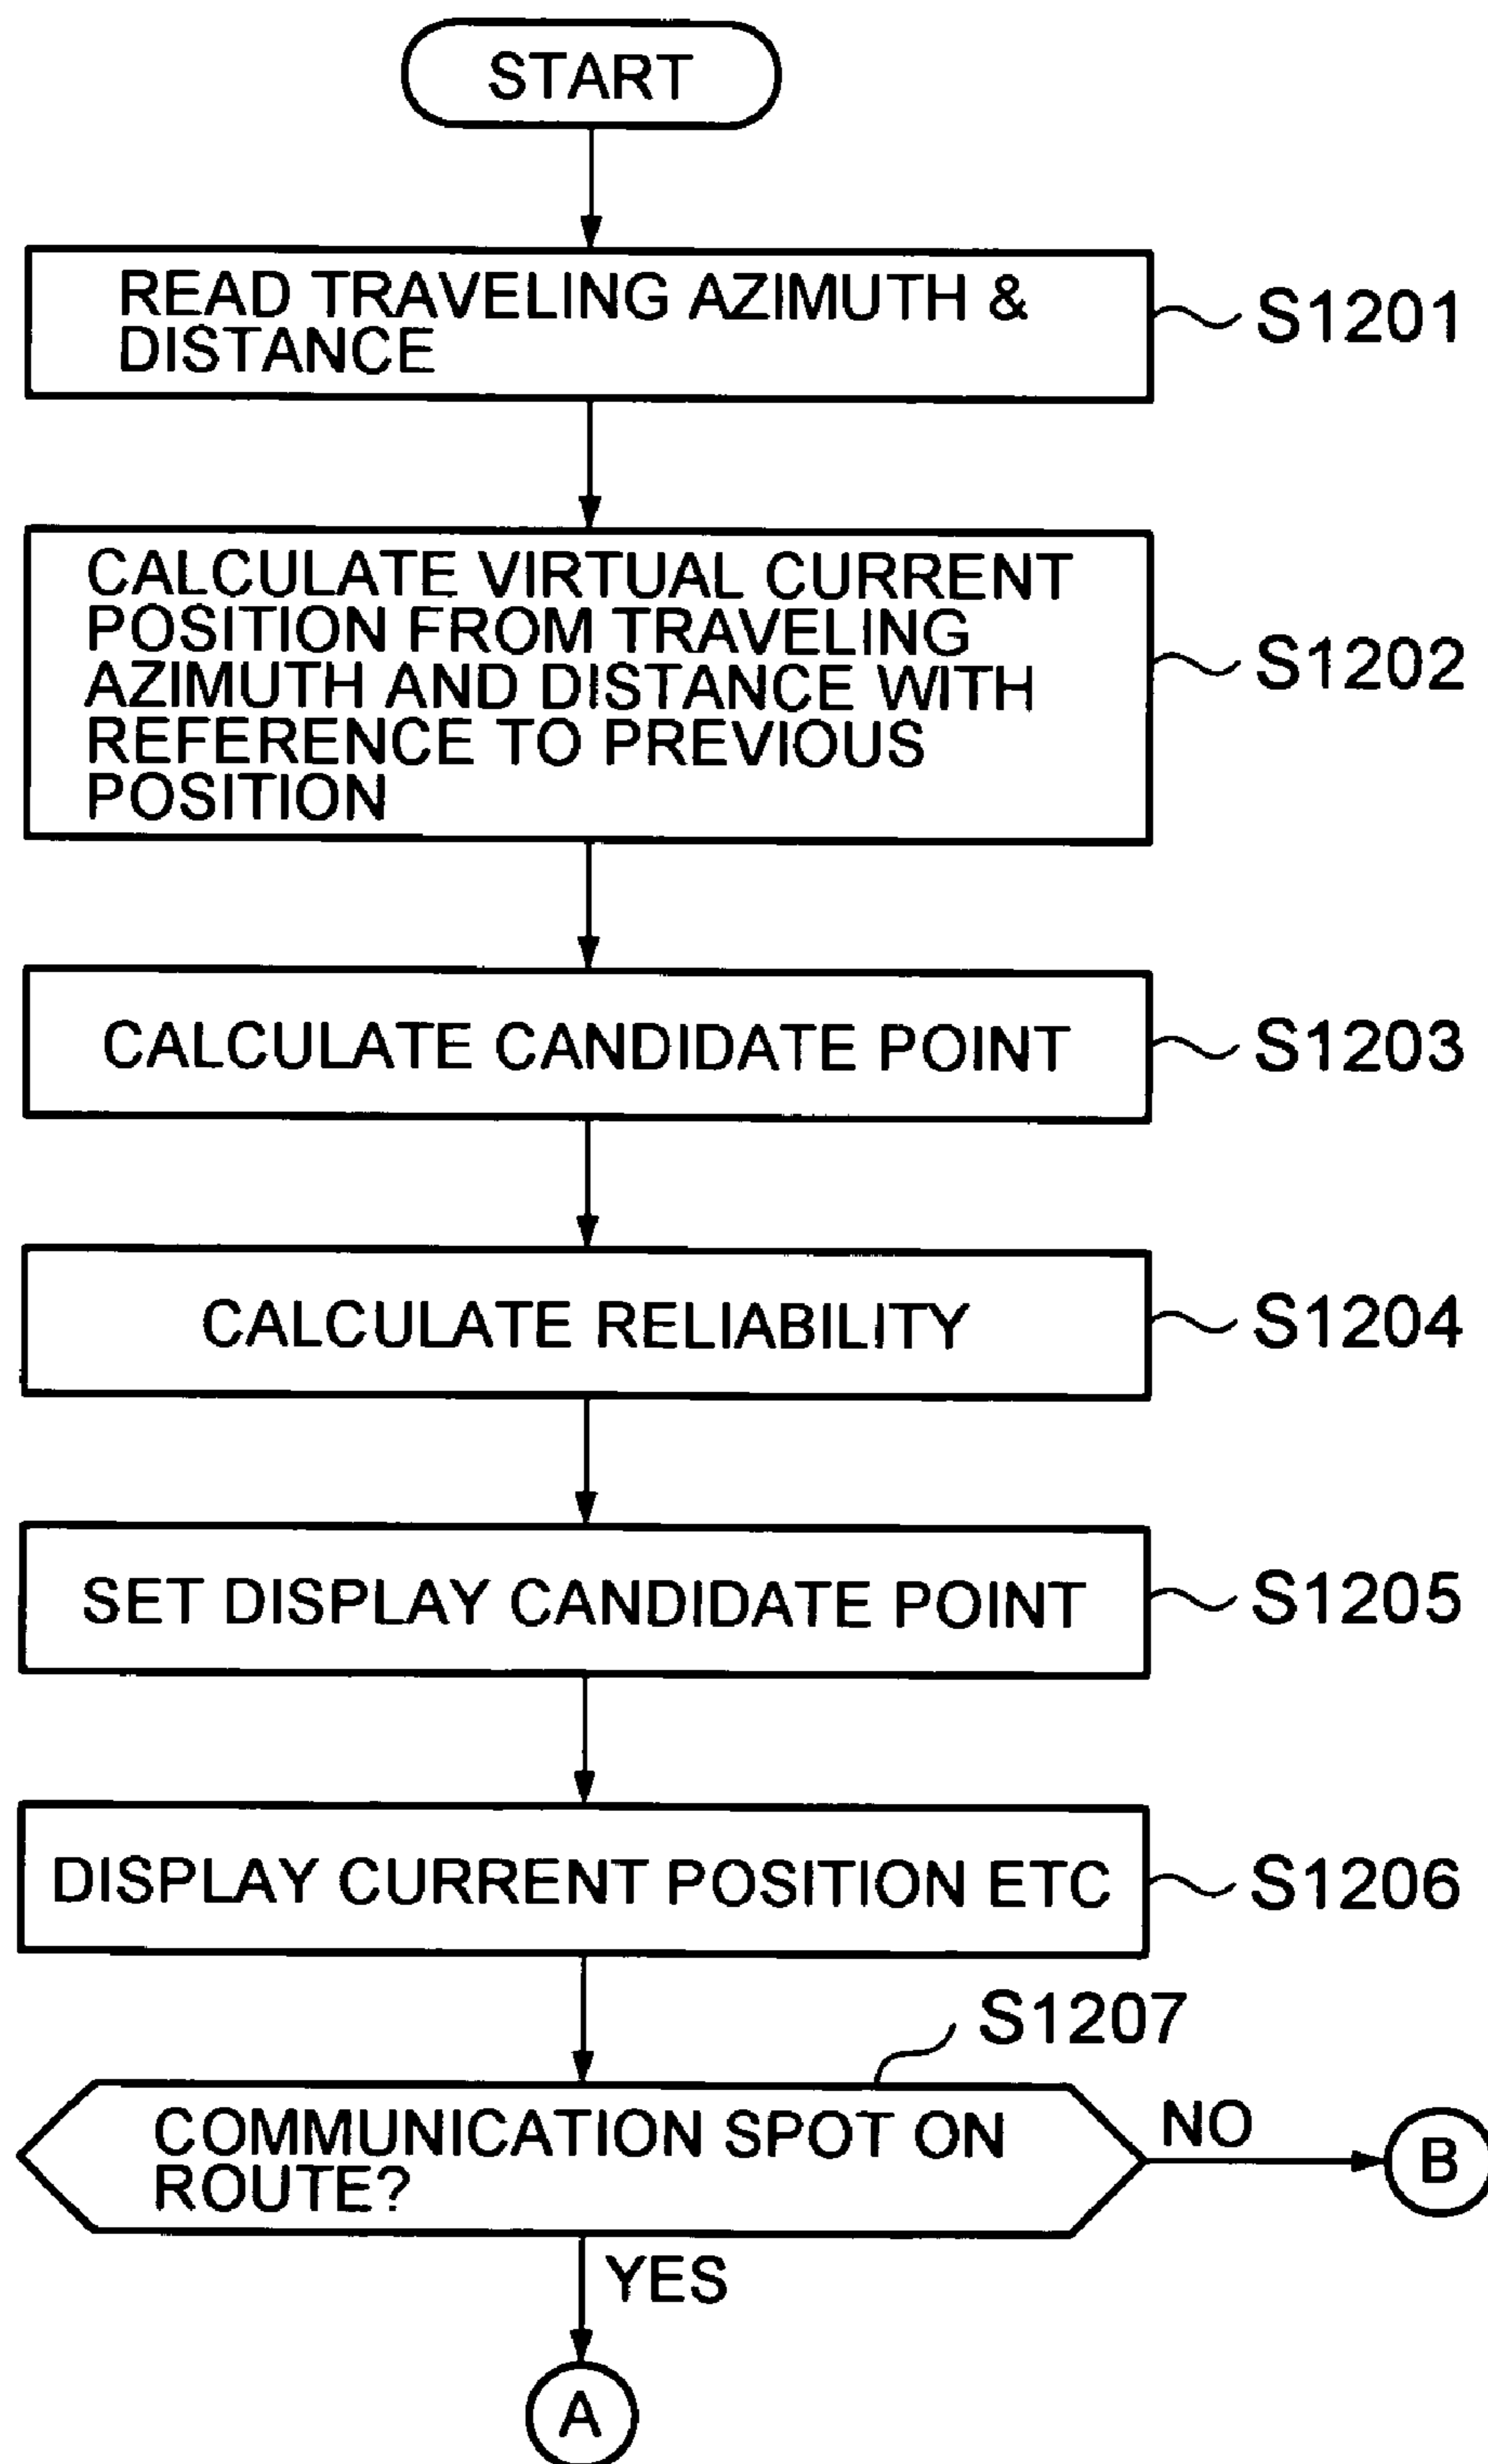 START
READ TRAVELING AZIMUTH &
DISTANCE
S1201
CALCULATE VIRTUAL CURRENT
POSITION FROM TRAVELING
AZIMUTH AND DISTANCE WITH
REFERENCE TO PREVIOUS
POSITION
S1202
CALCULATE CANDIDATE POINT
S1203
CALCULATE RELIABILITY
S1204
SET DISPLAY CANDIDATE POINT
S1205
DISPLAY CURRENT POSITION ETC
S1206
S1207
COMMUNICATION SPOT ON
ROUTE?
NO
B
YES
A